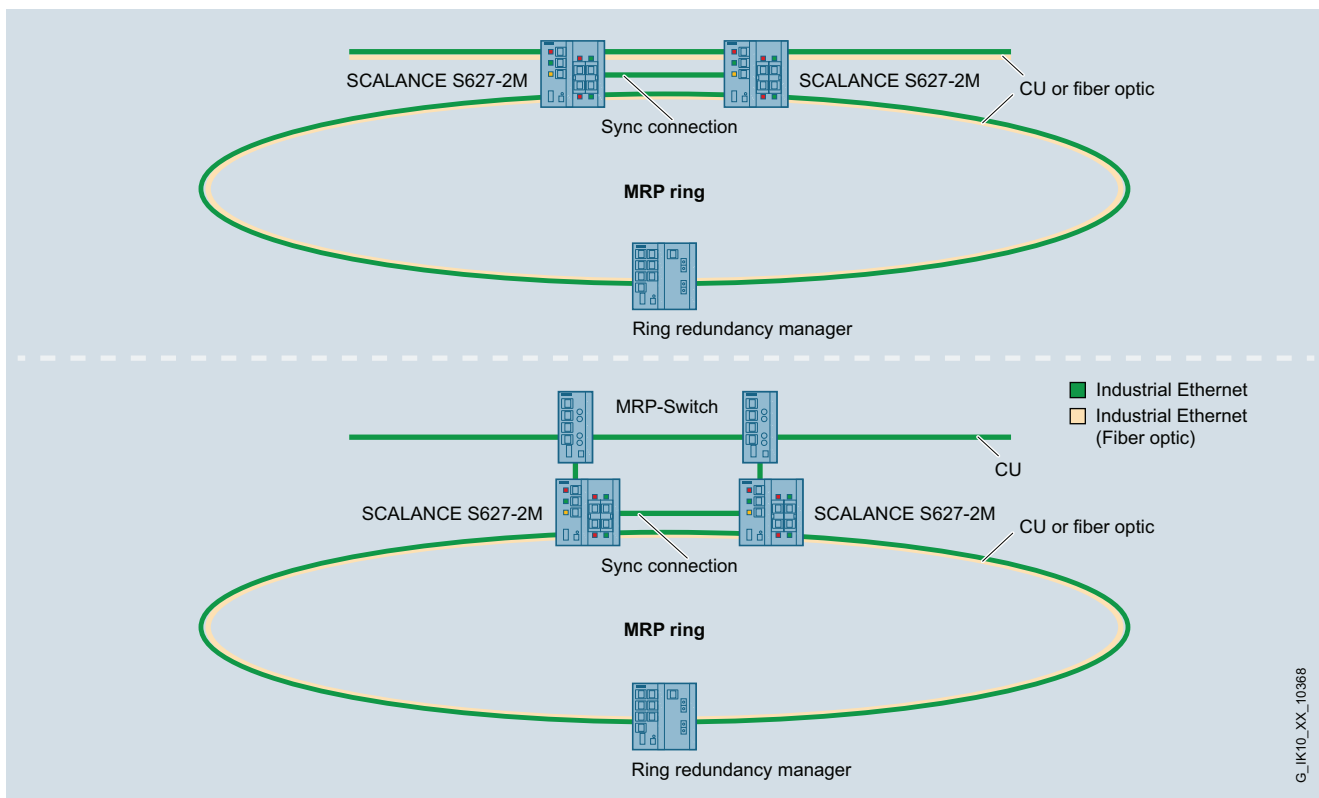 SCALANCE S627-2M
SCALANCE S627-2M
CU or fiber optic
Sync connection
MRP ring
Ring redundancy manager
MRP-Switch
Industrial Ethernet
Industrial Ethernet
(Fiber optic)
CU
SCALANCE S627-2M
SCALANCE S627-2M
CU or fiber optic
Sync connection
MRP ring
Ring redundancy manager
G_IK10_XX_10368